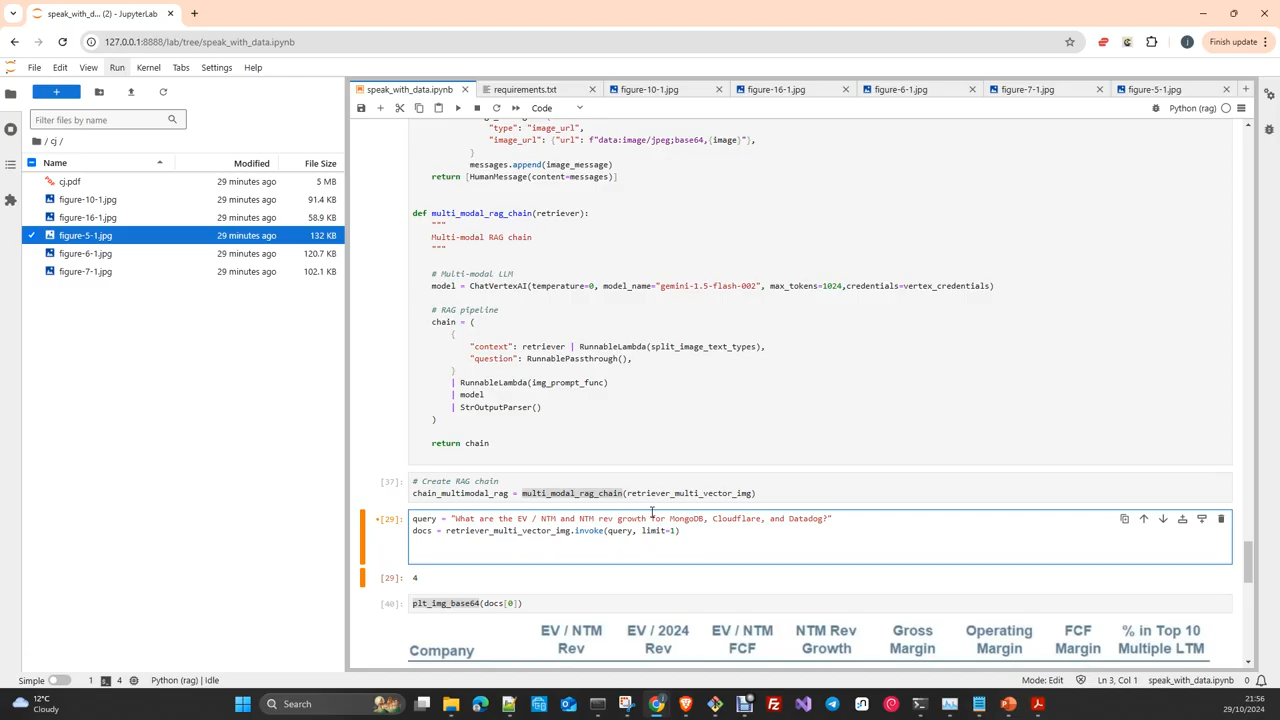 speak_with_d... (2) - JupyterLab
127.0.0.1:8888/lab/tree/speak_with_data.ipynb
Finish update
File Edit View Run Kernel Tabs Settings Help
speak_with_data.ipynb requirements.txt figure-10-1.jpg figure-16-1.jpg figure-6-1.jpg figure-7-1.jpg figure-5-1.jpg
Code
Python (rag)
Filter files by name
/ cj /
Name Modified File Size
cj.pdf 29 minutes ago 5 MB
figure-10-1.jpg 29 minutes ago 91.4 KB
figure-16-1.jpg 29 minutes ago 58.9 KB
figure-5-1.jpg 29 minutes ago 132 KB
figure-6-1.jpg 29 minutes ago 120.7 KB
figure-7-1.jpg 29 minutes ago 102.1 KB
"type": "image_url",
"image_url": {"url": f"data:image/jpeg;base64,{image}"},
}
messages.append(image_message)
return [HumanMessage(content=messages)]
def multi_modal_rag_chain(retriever):
"""
Multi-modal RAG chain
"""
# Multi-modal LLM
model = ChatVertexAI(temperature=0, model_name="gemini-1.5-flash-002", max_tokens=1024,credentials=vertex_credentials)
# RAG pipeline
chain = (
{
"context": retriever | RunnableLambda(split_image_text_types),
"question": RunnablePassthrough(),
}
| RunnableLambda(img_prompt_func)
| model
| StrOutputParser()
)
return chain
[37]: # Create RAG chain
chain_multimodal_rag = multi_modal_rag_chain(retriever_multi_vector_img)
[29]: query = "What are the EV / NTM and NTM rev growth for MongoDB, Cloudflare, and Datadog?"
docs = retriever_multi_vector_img.invoke(query, limit=1)
[29]: 4
[40]: plt_img_base64(docs[0])
EV / NTM EV / 2024 EV / NTM NTM Rev Gross Operating FCF % in Top 10
Company Rev Rev FCF Growth Margin Margin Margin Multiple LTM
Simple 1 4 Python (rag) | Idle Mode: Edit Ln 3, Col 1 speak_with_data.ipynb 0
12°C
Cloudy
Search
21:56
29/10/2024